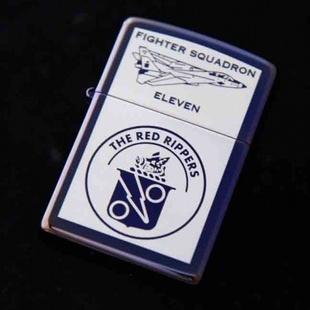 FIGHTER SQUADRON
ELEVEN
THE RED RIPPERS